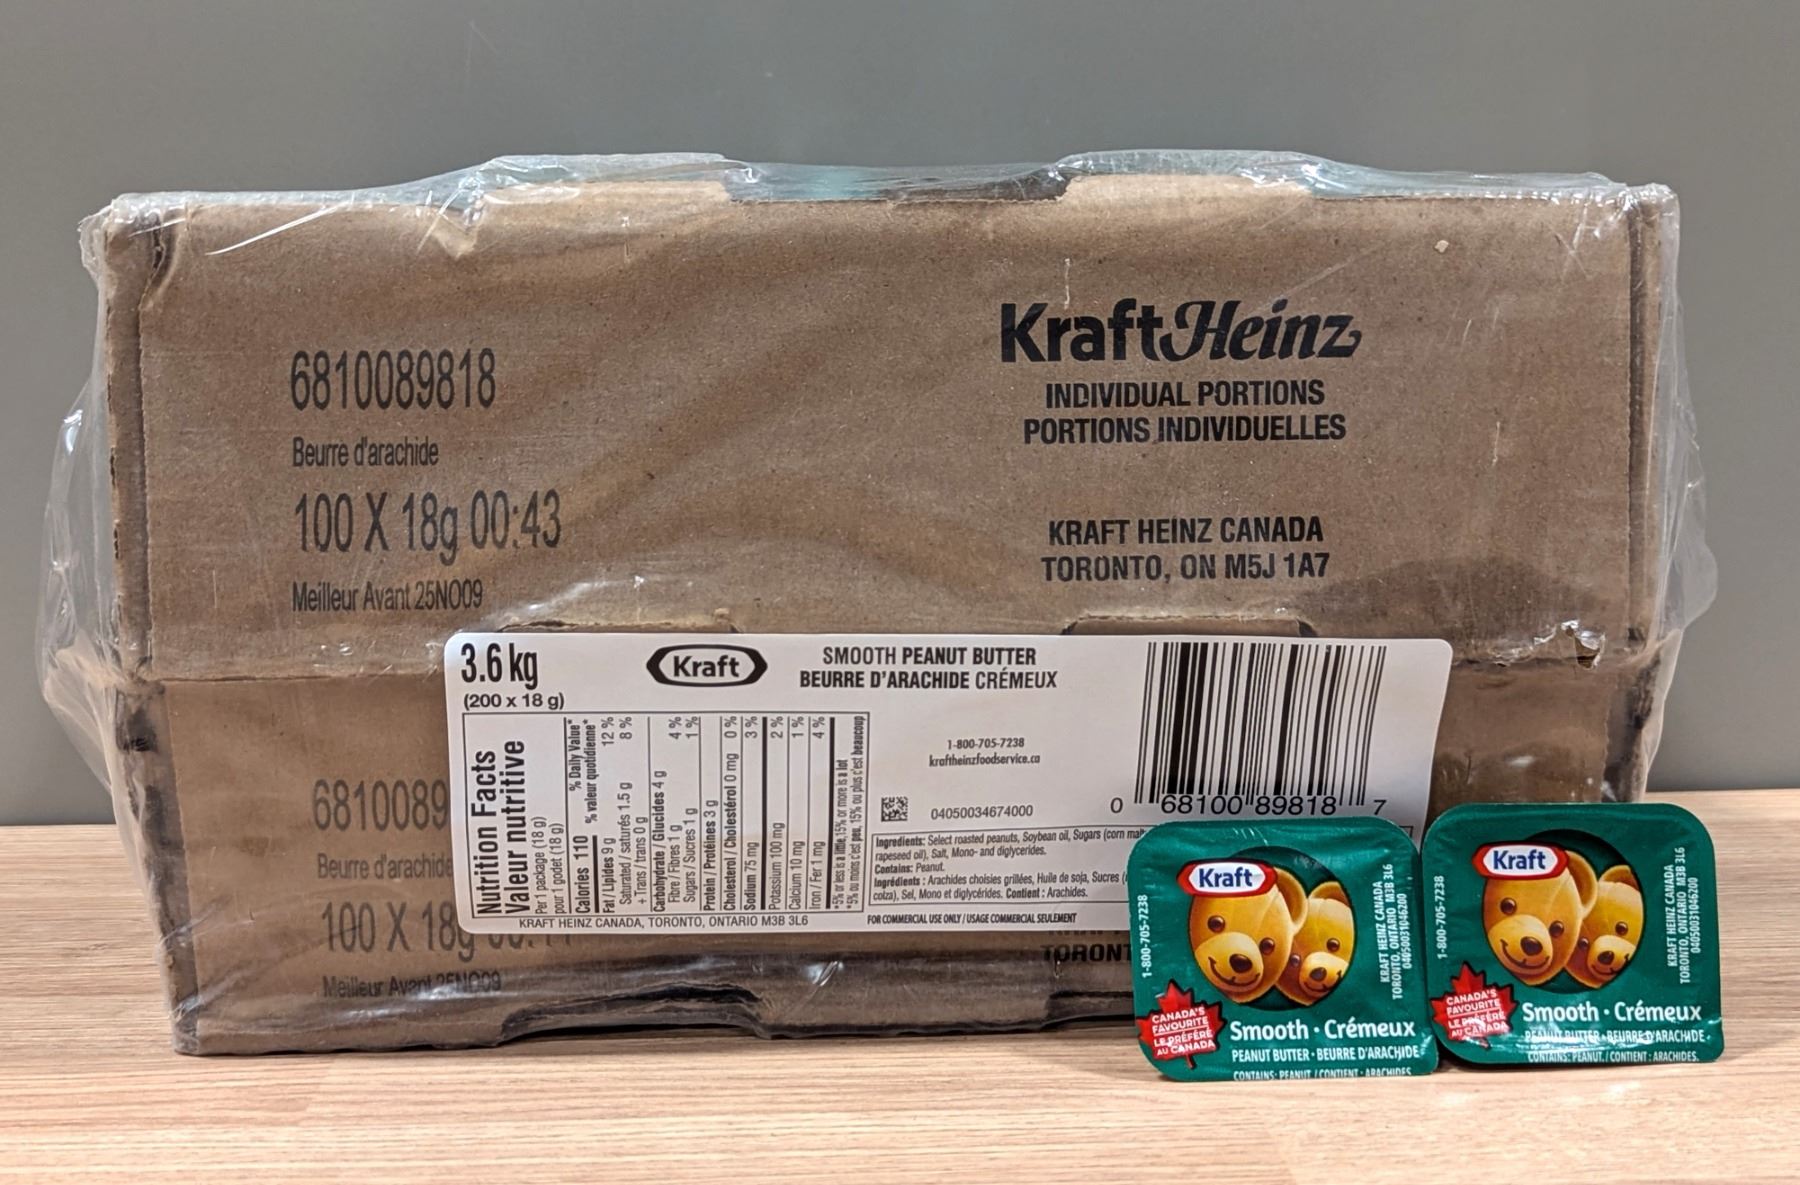 6810089818
Beurre d'arachide
100 X 18g 00:43
Meilleur Avant 25NO09
KraftHeinz
INDIVIDUAL PORTIONS
PORTIONS INDIVIDUELLES
KRAFT HEINZ CANADA
TORONTO, ON M5J 1A7
3.6 kg
(200 x 18 g)
Kraft
SMOOTH PEANUT BUTTER
BEURRE D'ARACHIDE CRÉMEUX
Nutrition Facts
Valeur nutritive
Per 1 package (18 g)
pour 1 godet (18 g)
% Daily Value*
Calories 110 % valeur quotidienne*
Fat / Lipides 9 g 12 %
Saturated / saturés 1.5 g 8 %
+ Trans / trans 0 g
Carbohydrate / Glucides 4 g
Fibre / Fibres 1 g 4 %
Sugars / Sucres 1 g 1 %
Protein / Protéines 3 g
Cholesterol / Cholestérol 0 mg 0 %
Sodium 75 mg 3 %
Potassium 100 mg 2 %
Calcium 10 mg 1 %
Iron / Fer 1 mg 4 %
*5% or less is a little, 15% or more is a lot
*5% ou moins c'est peu, 15% ou plus c'est beaucoup
KRAFT HEINZ CANADA, TORONTO, ONTARIO M3B 3L6
1-800-705-7238
kraftheinzfoodservice.ca
04050034674000
0 68100 89818 7
Ingredients: Select roasted peanuts, Soybean oil, Sugars (corn
rapeseed oil), Salt, Mono- and diglycerides.
Contains: Peanut.
Ingrédients : Arachides choisies grillées, Huile de soja, Sucres
colza), Sel, Mono et diglycérides. Contient : Arachides.
FOR COMMERCIAL USE ONLY / USAGE COMMERCIAL SEULEMENT
6810089
Beurre d'arachide
100 X 18g
Meilleur Avant 25NO09
TORONT
1-800-705-7238
Kraft
KRAFT HEINZ CANADA
TORONTO, ONTARIO M3B 3L6
04050031046200
CANADA'S
FAVOURITE
LE PRÉFÉRÉ
AU CANADA
Smooth • Crémeux
PEANUT BUTTER • BEURRE D'ARACHIDE
CONTAINS: PEANUT. / CONTIENT : ARACHIDES.
1-800-705-7238
Kraft
KRAFT HEINZ CANADA
TORONTO, ONTARIO M3B 3L6
04050031046200
CANADA'S
FAVOURITE
LE PRÉFÉRÉ
AU CANADA
Smooth • Crémeux
PEANUT BUTTER • BEURRE D'ARACHIDE
CONTAINS: PEANUT. / CONTIENT : ARACHIDES.